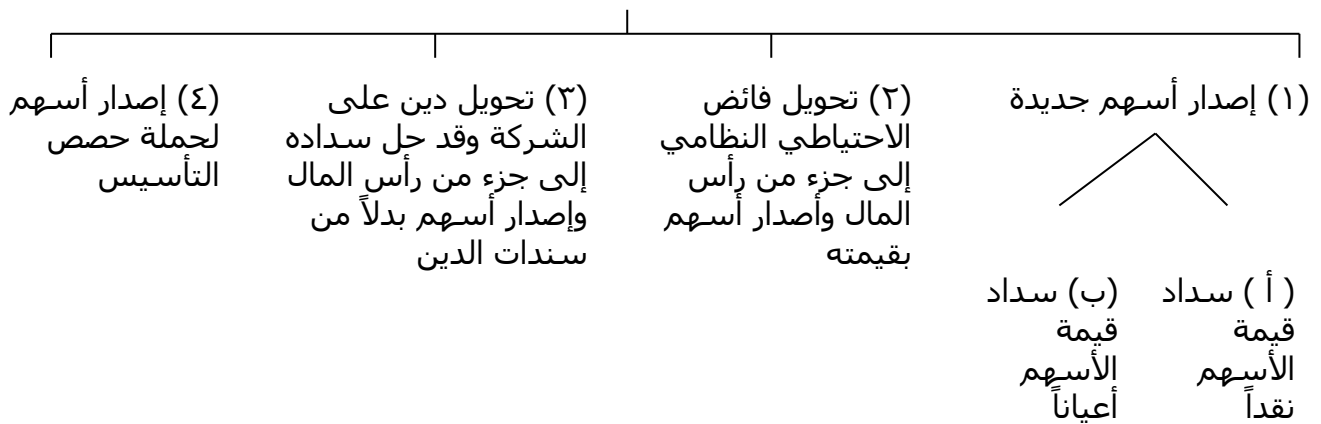 (١) إصدار أسهم جديدة
(٢) تحويل فائض
الاحتياطي النظامي
إلى جزء من رأس
المال وأصدار أسهم
بقيمته
(٣) تحويل دين على
الشركة وقد حل سداده
إلى جزء من رأس المال
وإصدار أسهم بدلاً من
سندات الدين
(٤) إصدار أسهم
لحملة حصص
التأسيس
( أ ) سداد
قيمة
الأسهم
نقداً
(ب) سداد
قيمة
الأسهم
أعياناً